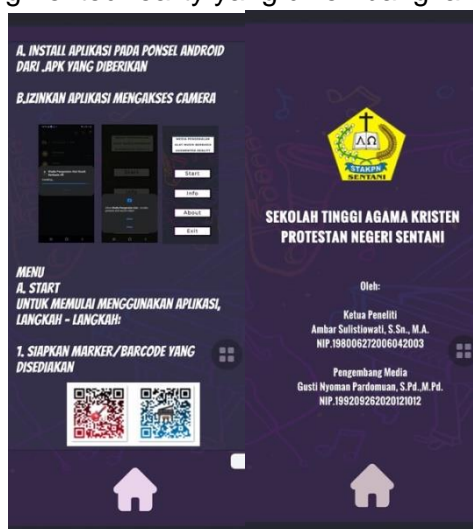 A. INSTALL APLIKASI PADA PONSEL ANDROID
DARI .APK YANG DIBERIKAN
B.IZINKAN APLIKASI MENGAKSES CAMERA
Start
Info
About
Exit
MENU
A. START
UNTUK MEMULAI MENGGUNAKAN APLIKASI,
LANGKAH - LANGKAH:
1. SIAPKAN MARKER/BARCODE YANG
DISEDIAKAN
ΑΩ
STAKPN
SENTANI
SEKOLAH TINGGI AGAMA KRISTEN
PROTESTAN NEGERI SENTANI
Oleh:
Ketua Peneliti
Ambar Sulistiowati, S.Sn., M.A.
NIP.198006272006042003
Pengembang Media
Gusti Nyoman Pardomuan, S.Pd.,M.Pd.
NIP.199209262020121012